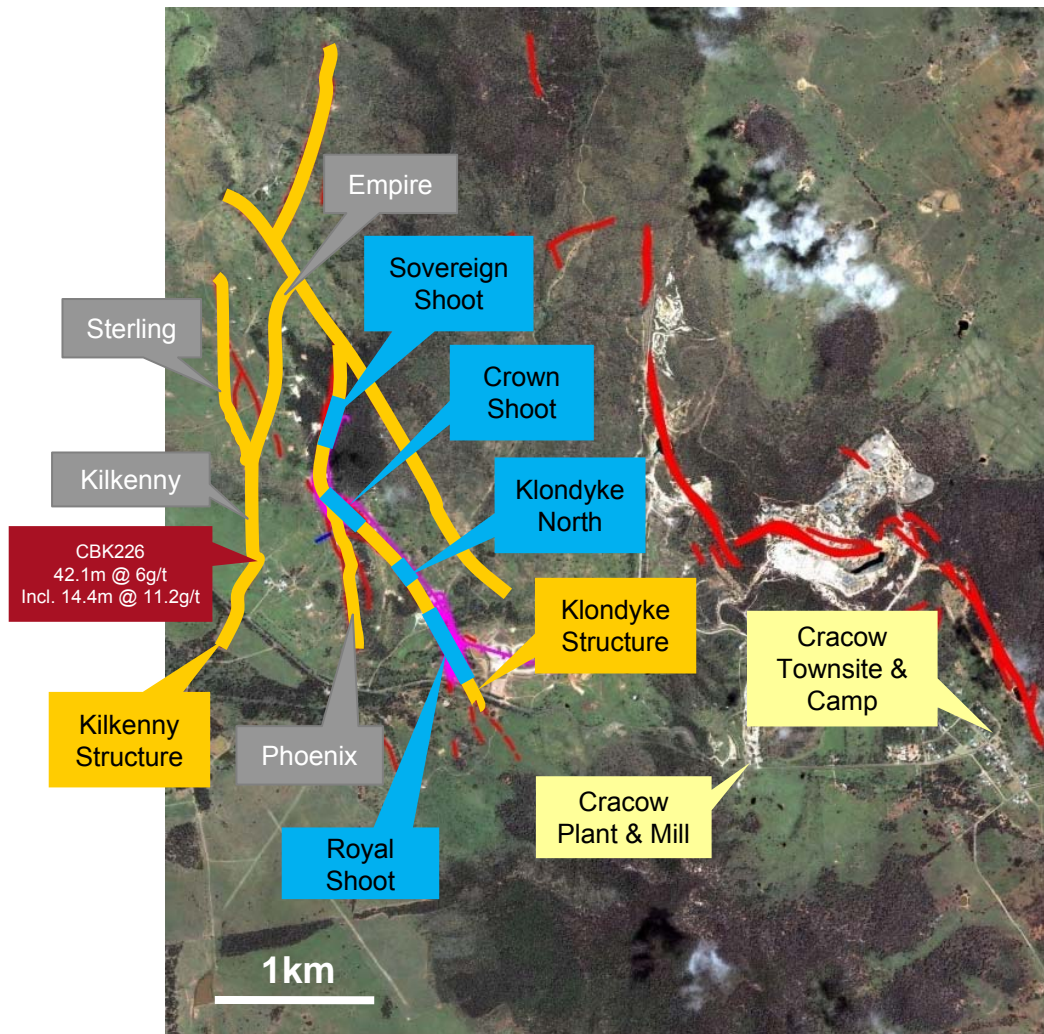 Empire
Sovereign
Shoot
Sterling
Crown
Shoot
Kilkenny
Klondyke
North
CBK226
42.1m @ 6g/t
Incl. 14.4m @ 11.2g/t
Klondyke
Structure
Cracow
Townsite &
Camp
Kilkenny
Structure
Phoenix
Cracow
Plant & Mill
Royal
Shoot
1km